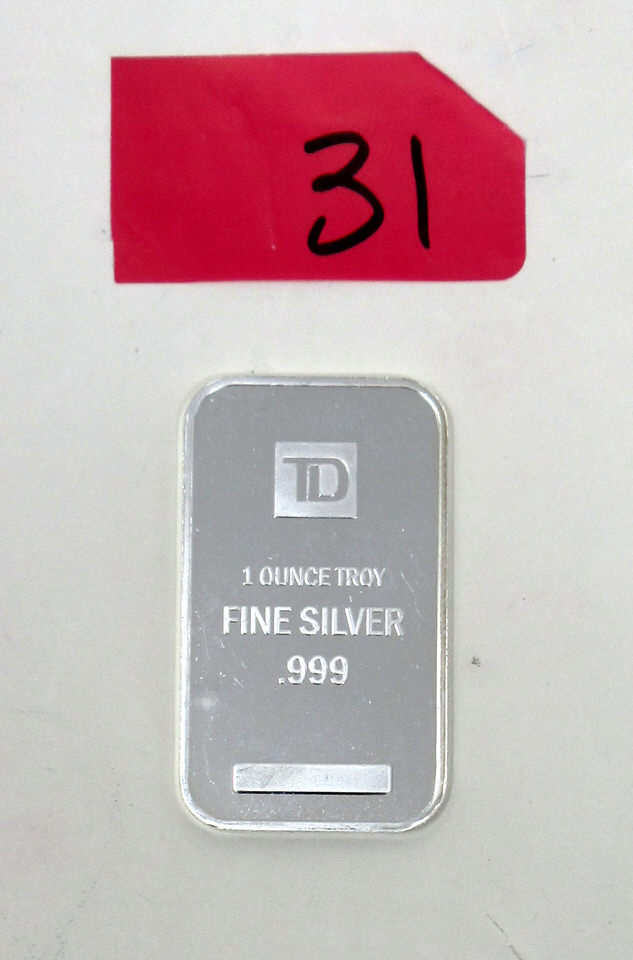 31
TD
1 OUNCE TROY
FINE SILVER
.999